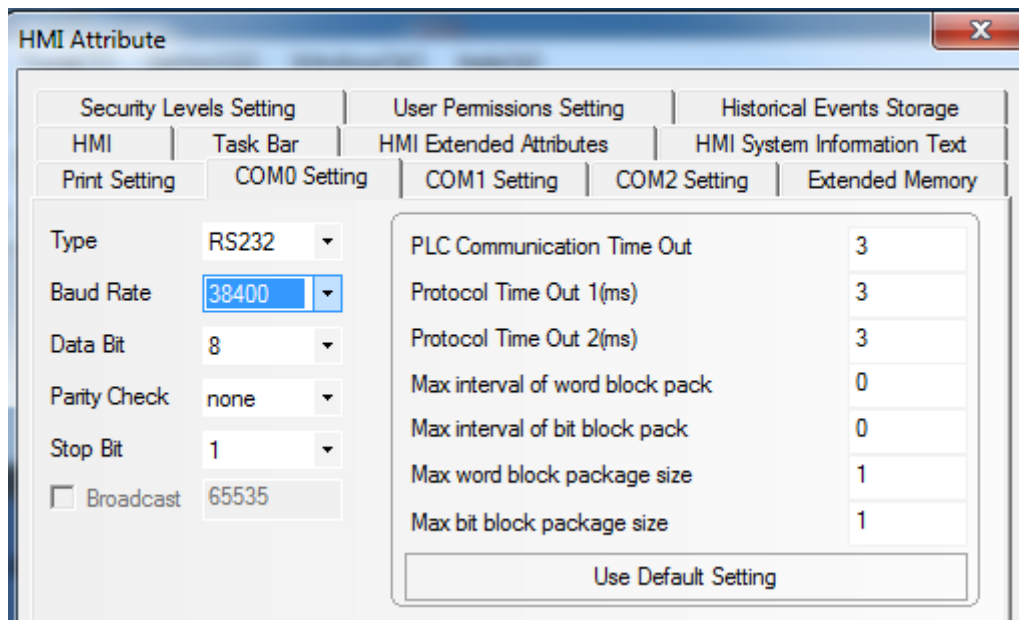 HMI Attribute
X
Security Levels Setting
User Permissions Setting
Historical Events Storage
HMI
Task Bar
HMI Extended Attributes
HMI System Information Text
Print Setting
COM0 Setting
COM1 Setting
COM2 Setting
Extended Memory
Type
RS232
Baud Rate
38400
Data Bit
8
Parity Check
none
Stop Bit
1
Broadcast
65535
PLC Communication Time Out
3
Protocol Time Out 1(ms)
3
Protocol Time Out 2(ms)
3
Max interval of word block pack
0
Max interval of bit block pack
0
Max word block package size
1
Max bit block package size
1
Use Default Setting